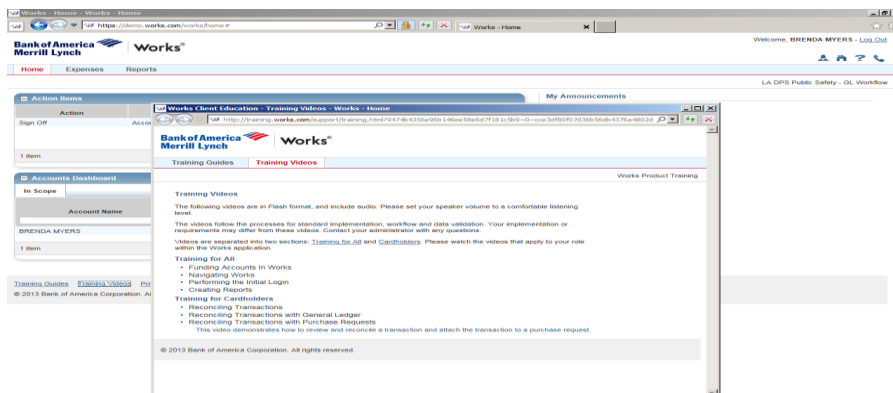 Works - Home - Works - Home
https://demo.works.com/works/home#
Works - Home
Bank of America
Merrill Lynch
Works®
Welcome, BRENDA MYERS - Log Out
Home Expenses Reports
LA DPS Public Safety - GL Workflow
Action Items
My Announcements
Action
Sign Off
1 item
Accounts Dashboard
In Scope
Account Name
BRENDA MYERS
1 item
Training Guides Training Videos
© 2013 Bank of America Corporation.
Works Client Education - Training Videos - Works - Home
Bank of America
Merrill Lynch
Works®
Training Guides Training Videos
Works Product Training
Training Videos
The following videos are in Flash format, and include audio. Please set your speaker volume to a comfortable listening
level.
The videos follow the processes for standard implementation, workflow and data validation. Your implementation or
requirements may differ from these videos. Contact your administrator with any questions.
Videos are separated into two sections: Training for All and Cardholders. Please watch the videos that apply to your role
within the Works application.
Training for All
• Funding Accounts In Works
• Navigating Works
• Performing the Initial Login
• Creating Reports
Training for Cardholders
• Reconciling Transactions
• Reconciling Transactions with General Ledger
• Reconciling Transactions with Purchase Requests
This video demonstrates how to review and reconcile a transaction and attach the transaction to a purchase request.
© 2013 Bank of America Corporation. All rights reserved.